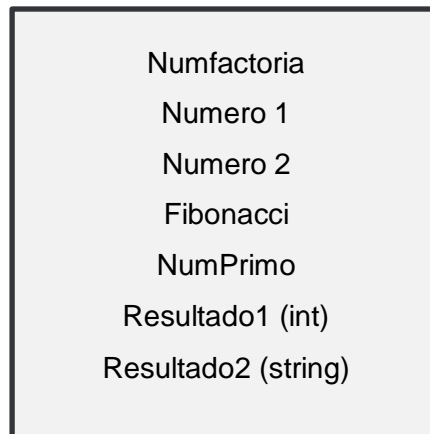 Numfactoria
Numero 1
Numero 2
Fibonacci
NumPrimo
Resultado1 (int)
Resultado2 (string)